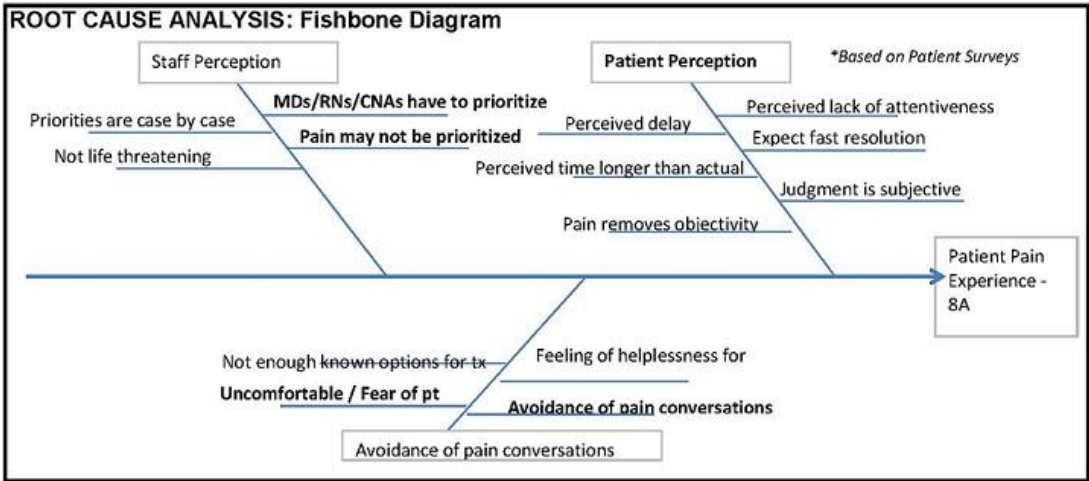 ROOT CAUSE ANALYSIS: Fishbone Diagram
Staff Perception
Patient Perception
*Based on Patient Surveys
MDs/RNs/CNAs have to prioritize
Priorities are case by case
Pain may not be prioritized
Not life threatening
Perceived lack of attentiveness
Perceived delay
Expect fast resolution
Perceived time longer than actual
Judgment is subjective
Pain removes objectivity
Patient Pain
Experience -
8A
Not enough known options for tx
Feeling of helplessness for
Uncomfortable / Fear of pt
Avoidance of pain conversations
Avoidance of pain conversations